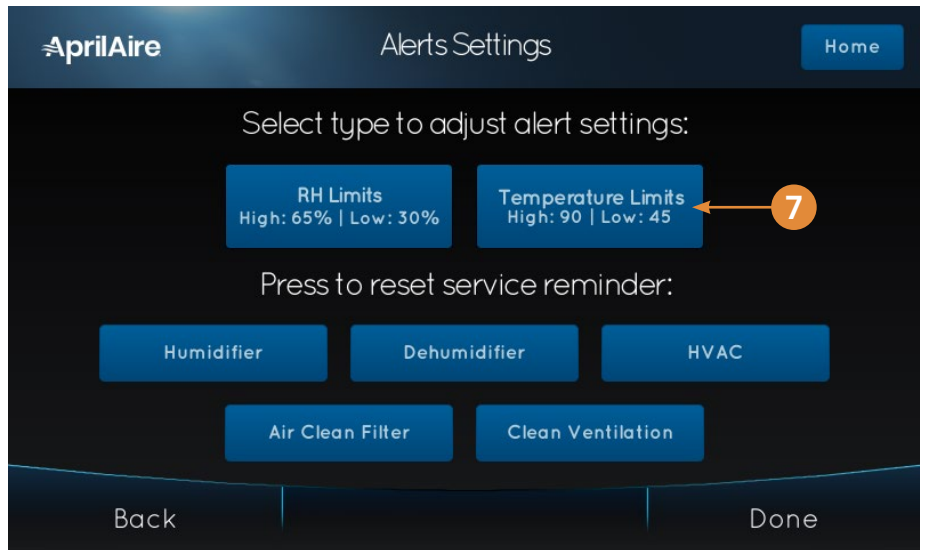 AprilAire
Alerts Settings
Home
Select type to adjust alert settings:
RH Limits
High: 65% | Low: 30%
Temperature Limits
High: 90 | Low: 45
7
Press to reset service reminder:
Humidifier
Dehumidifier
HVAC
Air Clean Filter
Clean Ventilation
Back
Done